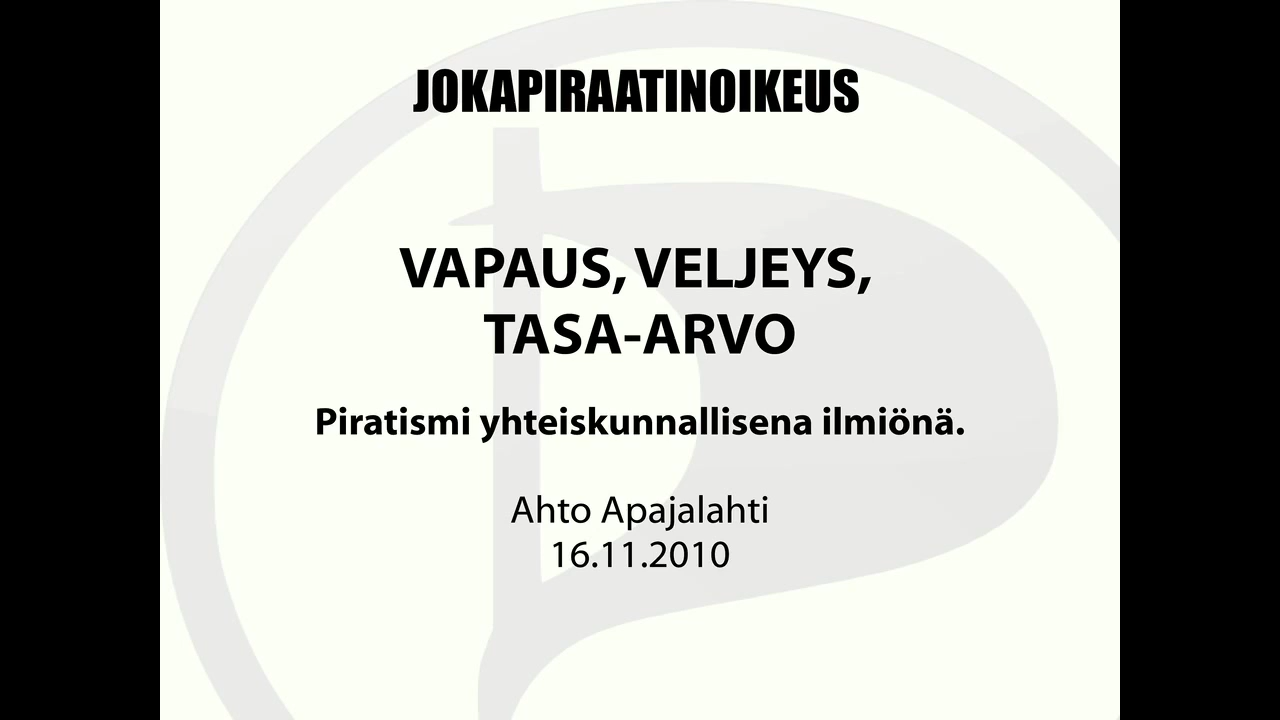 JOKAPIRAATINOIKEUS
VAPAUS, VELJEYS,
TASA-ARVO
Piratismi yhteiskunnallisena ilmiönä.
Ahto Apajalahti
16.11.2010